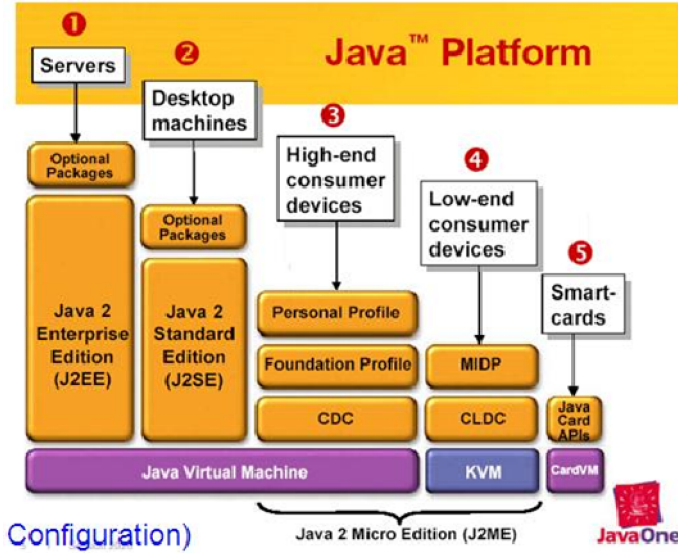 Java™ Platform
1
Servers
2
Desktop
machines
3
High-end
consumer
devices
4
Low-end
consumer
devices
5
Smart-
cards
Optional
Packages
Java 2
Enterprise
Edition
(J2EE)
Optional
Packages
Java 2
Standard
Edition
(J2SE)
Personal Profile
Foundation Profile
CDC
MIDP
CLDC
Java
Card
APIs
Java Virtual Machine
KVM
CardVM
Configuration)
Java 2 Micro Edition (J2ME)
JavaOne